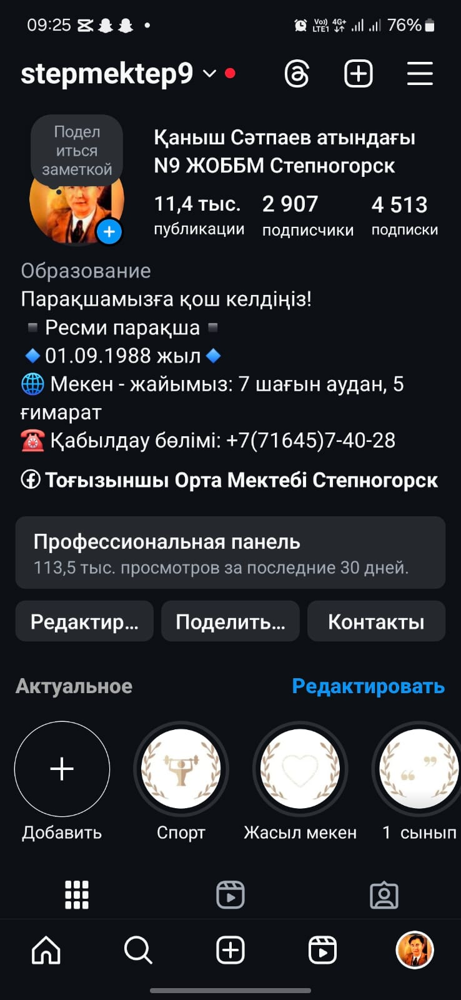 09:25
Vo)) LTE1 4G+ 76%
stepmektep9
Подел
иться
заметкой
Қаныш Сәтпаев атындағы
N9 ЖОББМ Степногорск
11,4 тыс. 2 907 4 513
публикации подписчики подписки
Образование
Парақшамызға қош келдіңіз!
▪️Ресми парақша▪️
🔹01.09.1988 жыл🔹
🌐 Мекен - жайымыз: 7 шағын аудан, 5
ғимарат
☎️ Қабылдау бөлімі: +7(71645)7-40-28
Тоғызыншы Орта Мектебі Степногорск
Профессиональная панель
113,5 тыс. просмотров за последние 30 дней.
Редактир... Поделить... Контакты
Актуальное Редактировать
Добавить Спорт Жасыл мекен 1 сынып